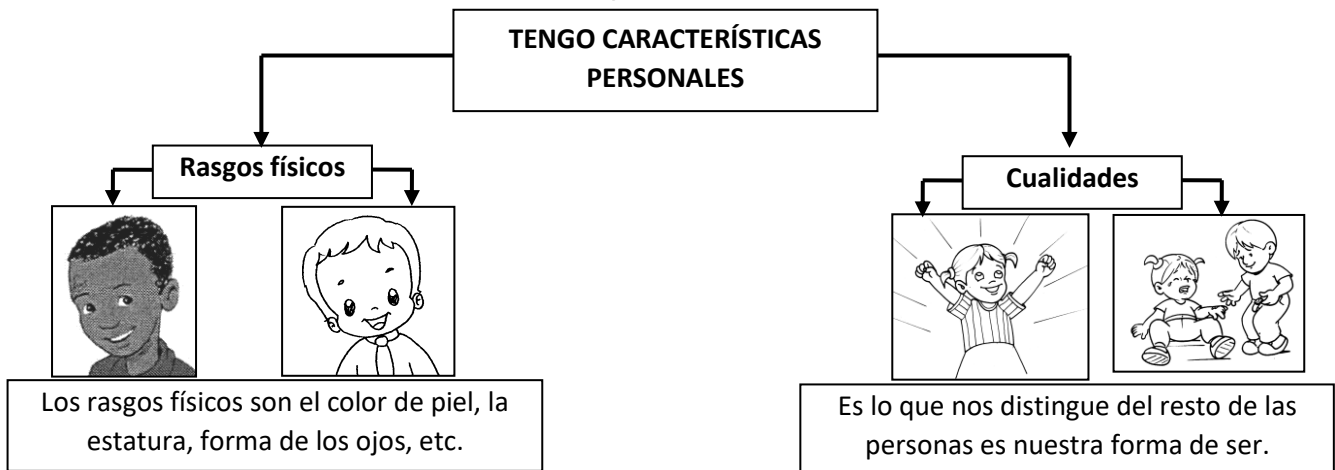 TENGO CARACTERÍSTICAS
PERSONALES
Rasgos físicos
Cualidades
Los rasgos físicos son el color de piel, la
estatura, forma de los ojos, etc.
Es lo que nos distingue del resto de las
personas es nuestra forma de ser.